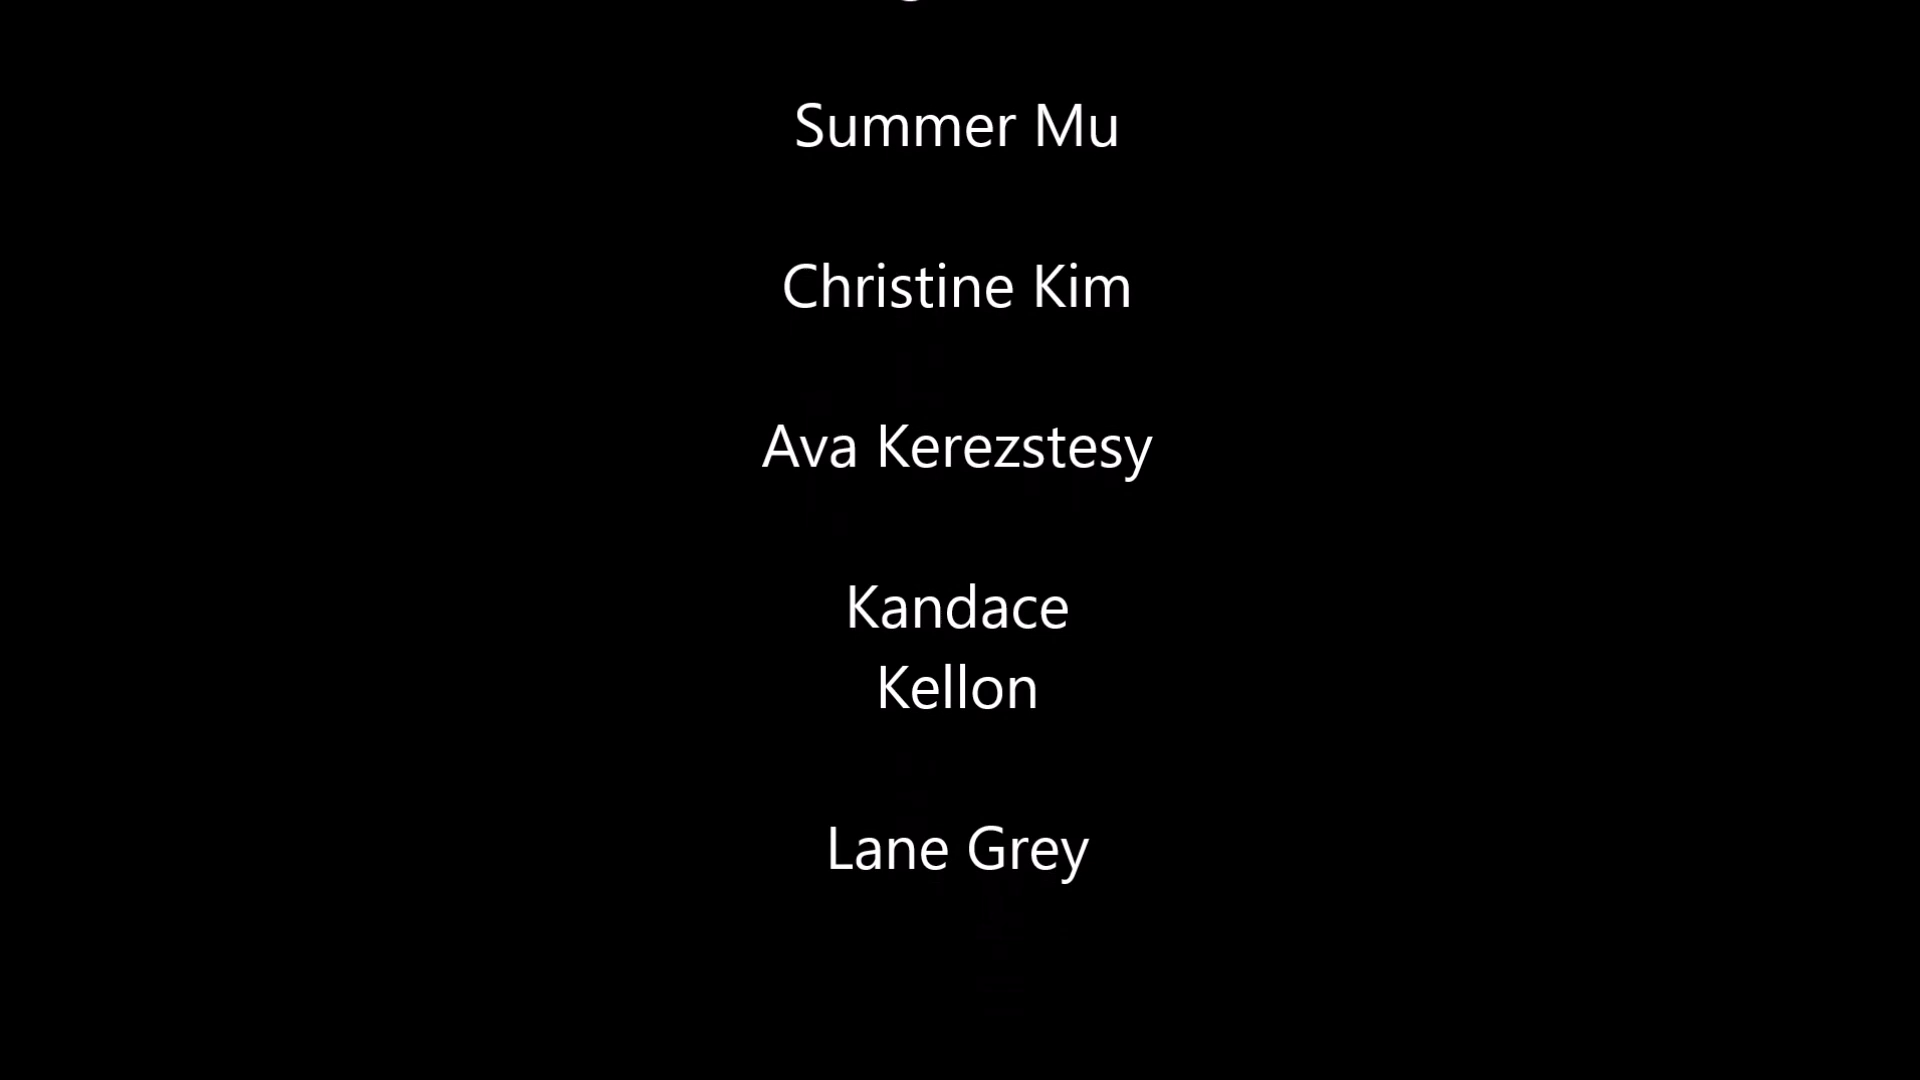 Summer Mu
Christine Kim
Ava Kerezstesy
Kandace
Kellon
Lane Grey